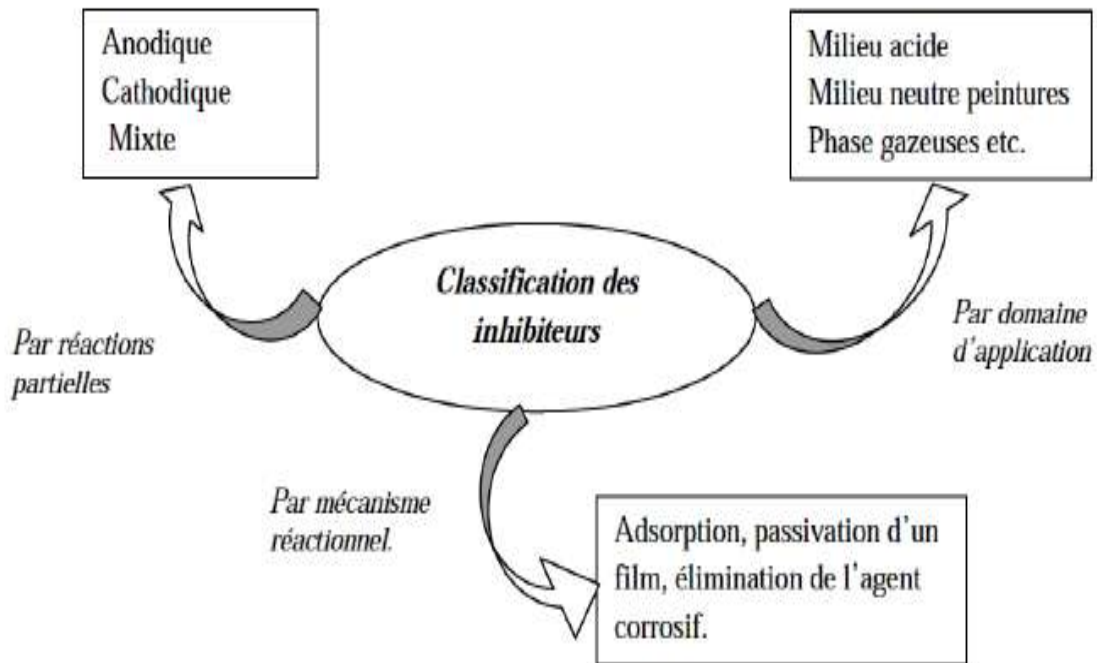 Anodique
Cathodique
Mixte
Milieu acide
Milieu neutre peintures
Phase gazeuses etc.
Classification des
inhibiteurs
Par réactions
partielles
Par domaine
d'application
Par mécanisme
réactionnel.
Adsorption, passivation d'un
film, élimination de l'agent
corrosif.